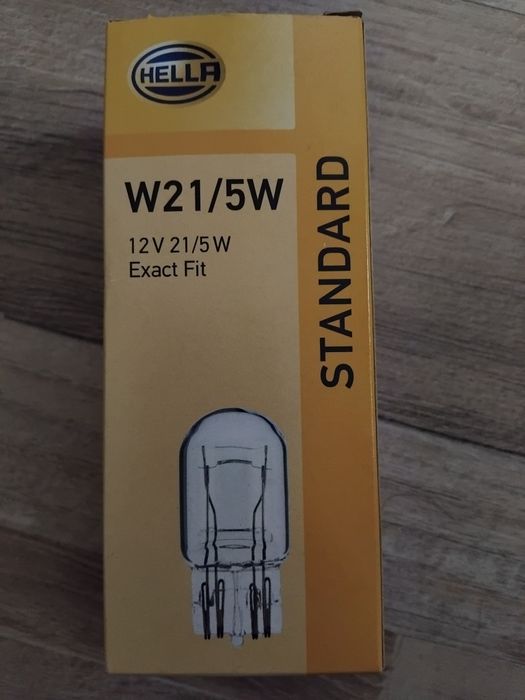 HELLA
W21/5W
12V 21/5W
Exact Fit
STANDARD